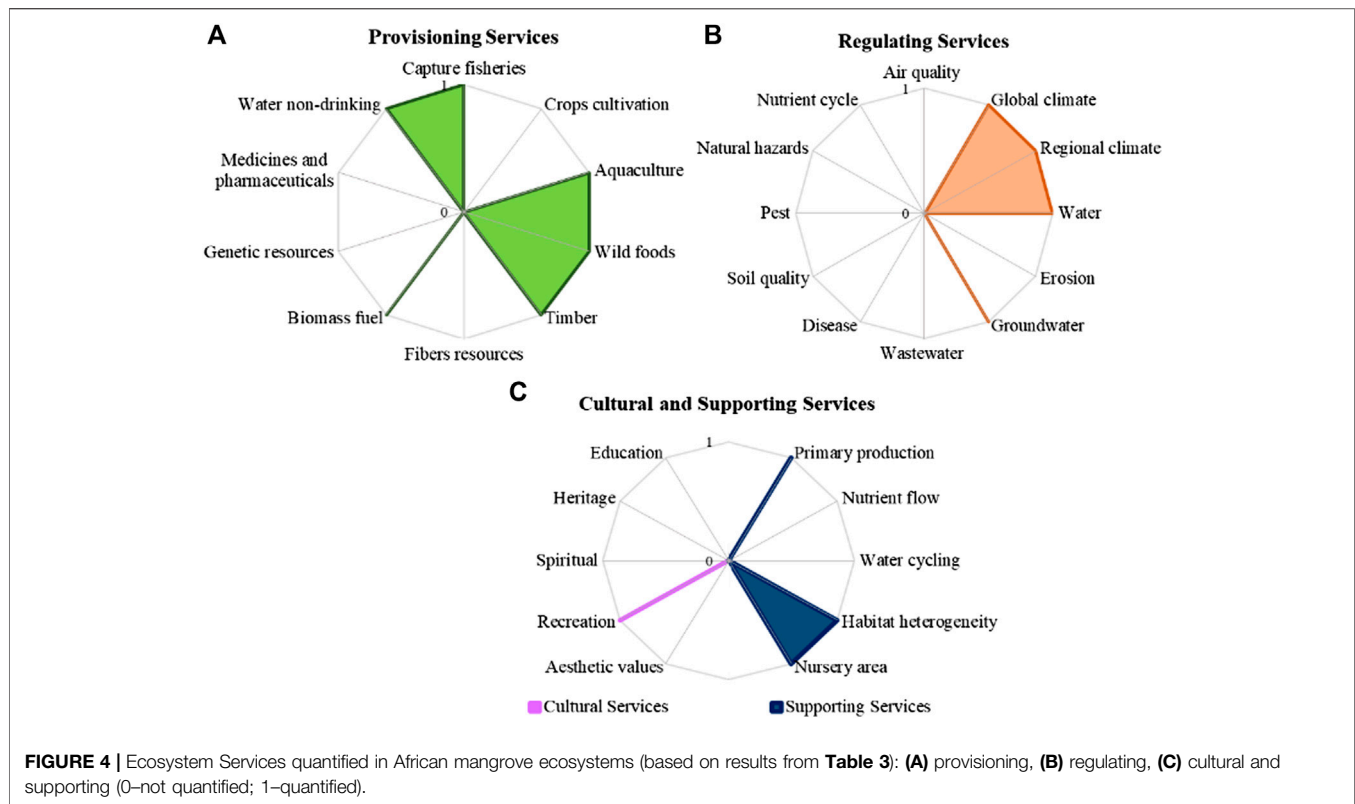 A
Provisioning Services
Capture fisheries
1
Water non-drinking
Crops cultivation
Medicines and
pharmaceuticals
Aquaculture
0
Genetic resources
Wild foods
Biomass fuel
Timber
Fibers resources
B
Regulating Services
Air quality
1
Nutrient cycle
Global climate
Natural hazards
Regional climate
Pest
0
Water
Soil quality
Erosion
Disease
Groundwater
Wastewater
C
Cultural and Supporting Services
1
Education
Primary production
Heritage
Nutrient flow
Spiritual
0
Water cycling
Recreation
Habitat heterogeneity
Aesthetic values
Nursery area
Cultural Services
Supporting Services
FIGURE 4 | Ecosystem Services quantified in African mangrove ecosystems (based on results from Table 3): (A) provisioning, (B) regulating, (C) cultural and
supporting (0–not quantified; 1–quantified).